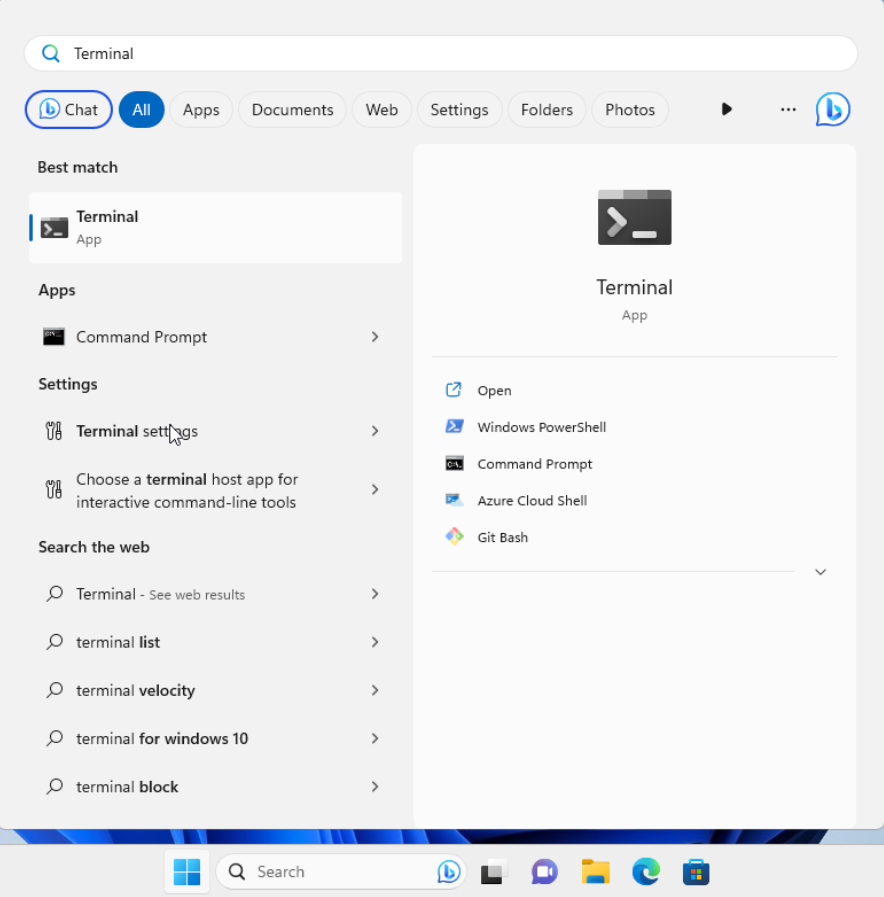 Terminal
Chat
All
Apps
Documents
Web
Settings
Folders
Photos
Best match
Terminal
App
Apps
Command Prompt
Settings
Terminal settings
Choose a terminal host app for
interactive command-line tools
Search the web
Terminal - See web results
terminal list
terminal velocity
terminal for windows 10
terminal block
Terminal
App
Open
Windows PowerShell
Command Prompt
Azure Cloud Shell
Git Bash
Search